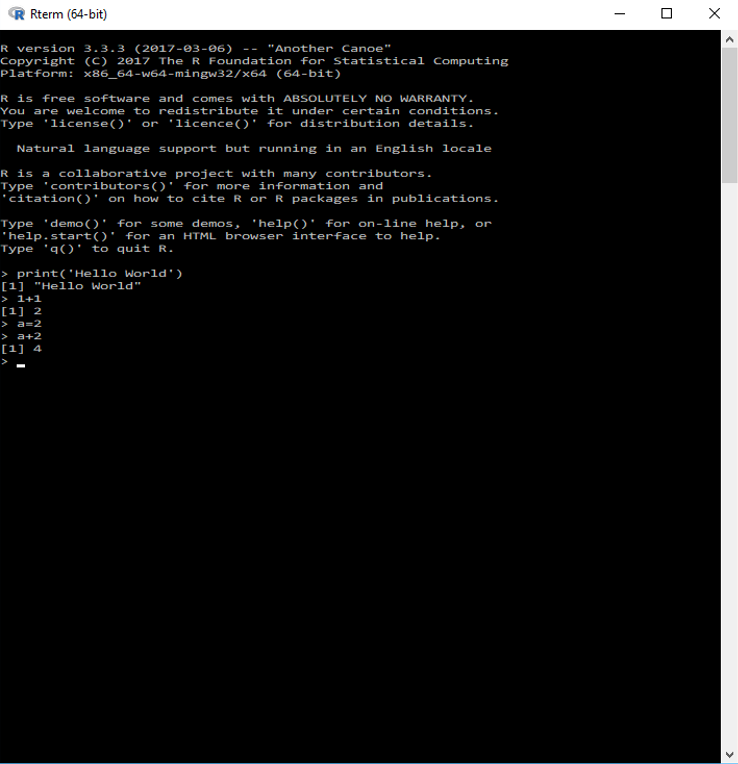 Rterm (64-bit)
R version 3.3.3 (2017-03-06) -- "Another Canoe"
Copyright (C) 2017 The R Foundation for Statistical Computing
Platform: x86_64-w64-mingw32/x64 (64-bit)
R is free software and comes with ABSOLUTELY NO WARRANTY.
You are welcome to redistribute it under certain conditions.
Type 'license()' or 'licence()' for distribution details.
Natural language support but running in an English locale
R is a collaborative project with many contributors.
Type 'contributors()' for more information and
'citation()' on how to cite R or R packages in publications.
Type 'demo()' for some demos, 'help()' for on-line help, or
'help.start()' for an HTML browser interface to help.
Type 'q()' to quit R.
> print('Hello World')
[1] "Hello World"
> 1+1
[1] 2
> a=2
> a+2
[1] 4
>